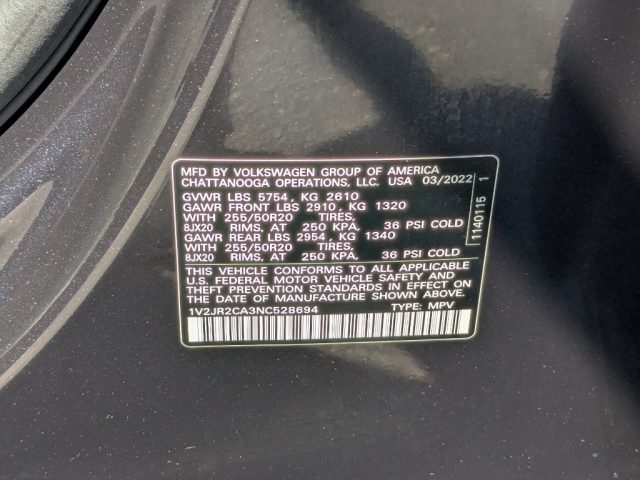 MFD BY VOLKSWAGEN GROUP OF AMERICA
CHATTANOOGA OPERATIONS, LLC. USA 03/2022
GVWR LBS 5754, KG 2610
GAWR FRONT LBS 2910, KG 1320
WITH 255/50R20 TIRES,
8JX20 RIMS, AT 250 KPA, 36 PSI COLD
GAWR REAR LBS 2954, KG 1340
WITH 255/50R20 TIRES,
8JX20 RIMS, AT 250 KPA, 36 PSI COLD
THIS VEHICLE CONFORMS TO ALL APPLICABLE
U.S. FEDERAL MOTOR VEHICLE SAFETY AND
THEFT PREVENTION STANDARDS IN EFFECT ON
THE DATE OF MANUFACTURE SHOWN ABOVE.
1V2JR2CA3NC528694 TYPE: MPV
11140115 1